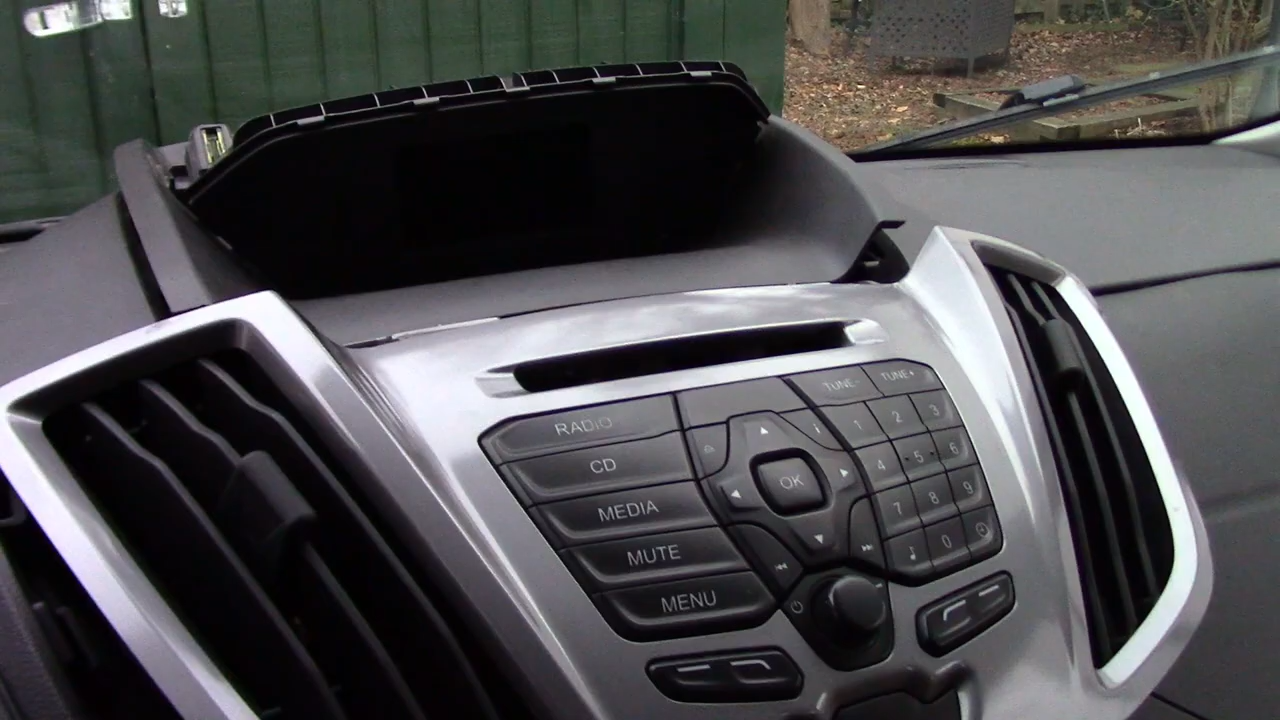 RADIO
CD
MEDIA
MUTE
MENU
OK
i
TUNE-
TUNE+
1 2 3
4 -5- 6
7 8 9
0